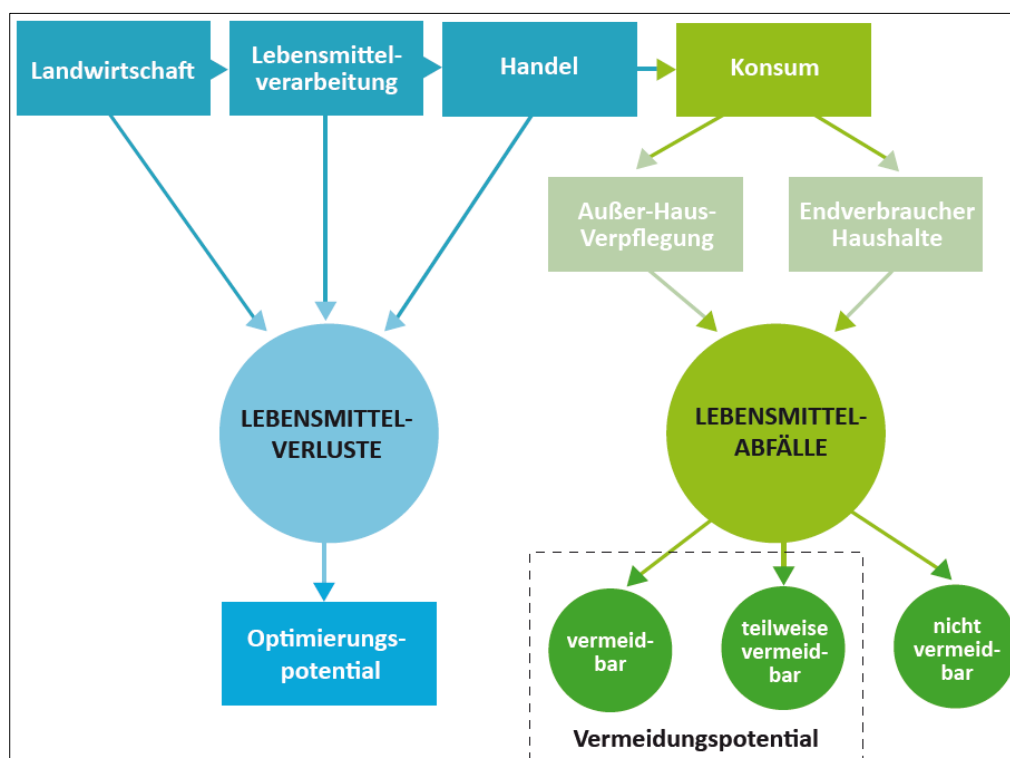 Landwirtschaft
Lebensmittel-
verarbeitung
Handel
Konsum
Außer-Haus-
Verpflegung
Endverbraucher
Haushalte
LEBENSMITTEL-
VERLUSTE
LEBENSMITTEL-
ABFÄLLE
Optimierungs-
potential
vermeid-
bar
teilweise
vermeid-
bar
nicht
vermeid-
bar
Vermeidungspotential